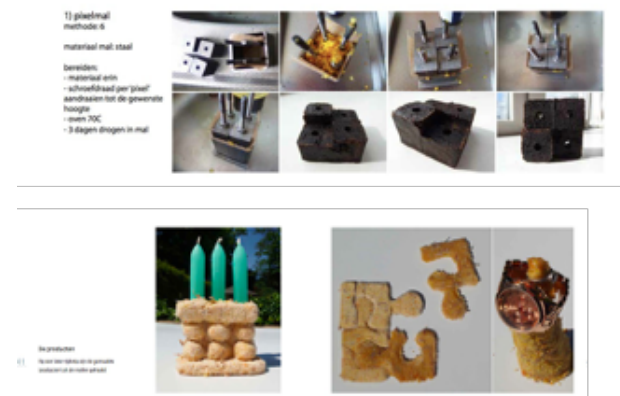 1) pixelmal
methode: 6
materiaal mal: staal
bereiden:
- materiaal erin
- schroefdraad per 'pixel'
aandraaien tot de gewenste
hoogte
- oven 70C
- 3 dagen drogen in mal
De producten